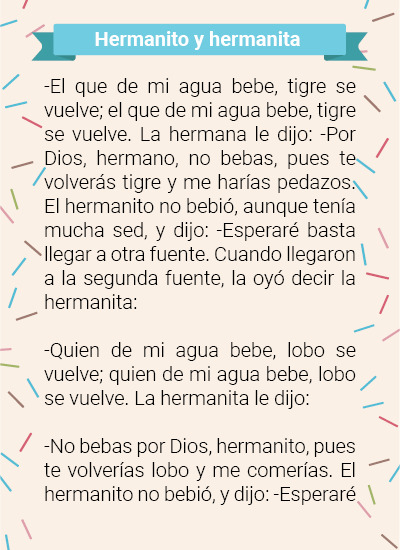 Hermanito y hermanita
-El que de mi agua bebe, tigre se
vuelve; el que de mi agua bebe, tigre
se vuelve. La hermana le dijo: -Por
Dios, hermano, no bebas, pues te
volverás tigre y me harías pedazos.
El hermanito no bebió, aunque tenía
mucha sed, y dijo: -Esperaré basta
llegar a otra fuente. Cuando llegaron
a la segunda fuente, la oyó decir la
hermanita:
-Quien de mi agua bebe, lobo se
vuelve; quien de mi agua bebe, lobo
se vuelve. La hermanita le dijo:
-No bebas por Dios, hermanito, pues
te volverías lobo y me comerías. El
hermanito no bebió, y dijo: -Esperaré